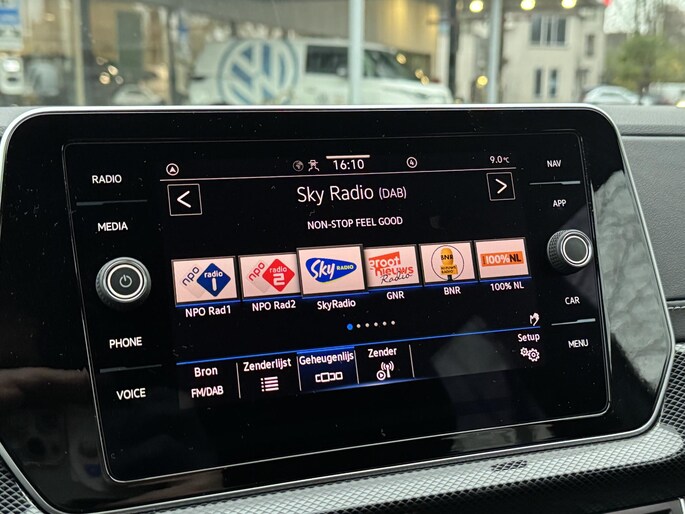 RADIO
MEDIA
PHONE
VOICE
NAV
APP
CAR
MENU
16:10
4
9.0°C
<
Sky Radio (DAB)
>
NON-STOP FEEL GOOD
npo radio 1
npo radio 2
Sky RADIO
Groot Nieuws Radio
BNR
100%NL
NPO Rad1
NPO Rad2
SkyRadio
GNR
BNR
100% NL
Bron
FM/DAB
Zenderlijst
Geheugenlijs
Zender
Setup